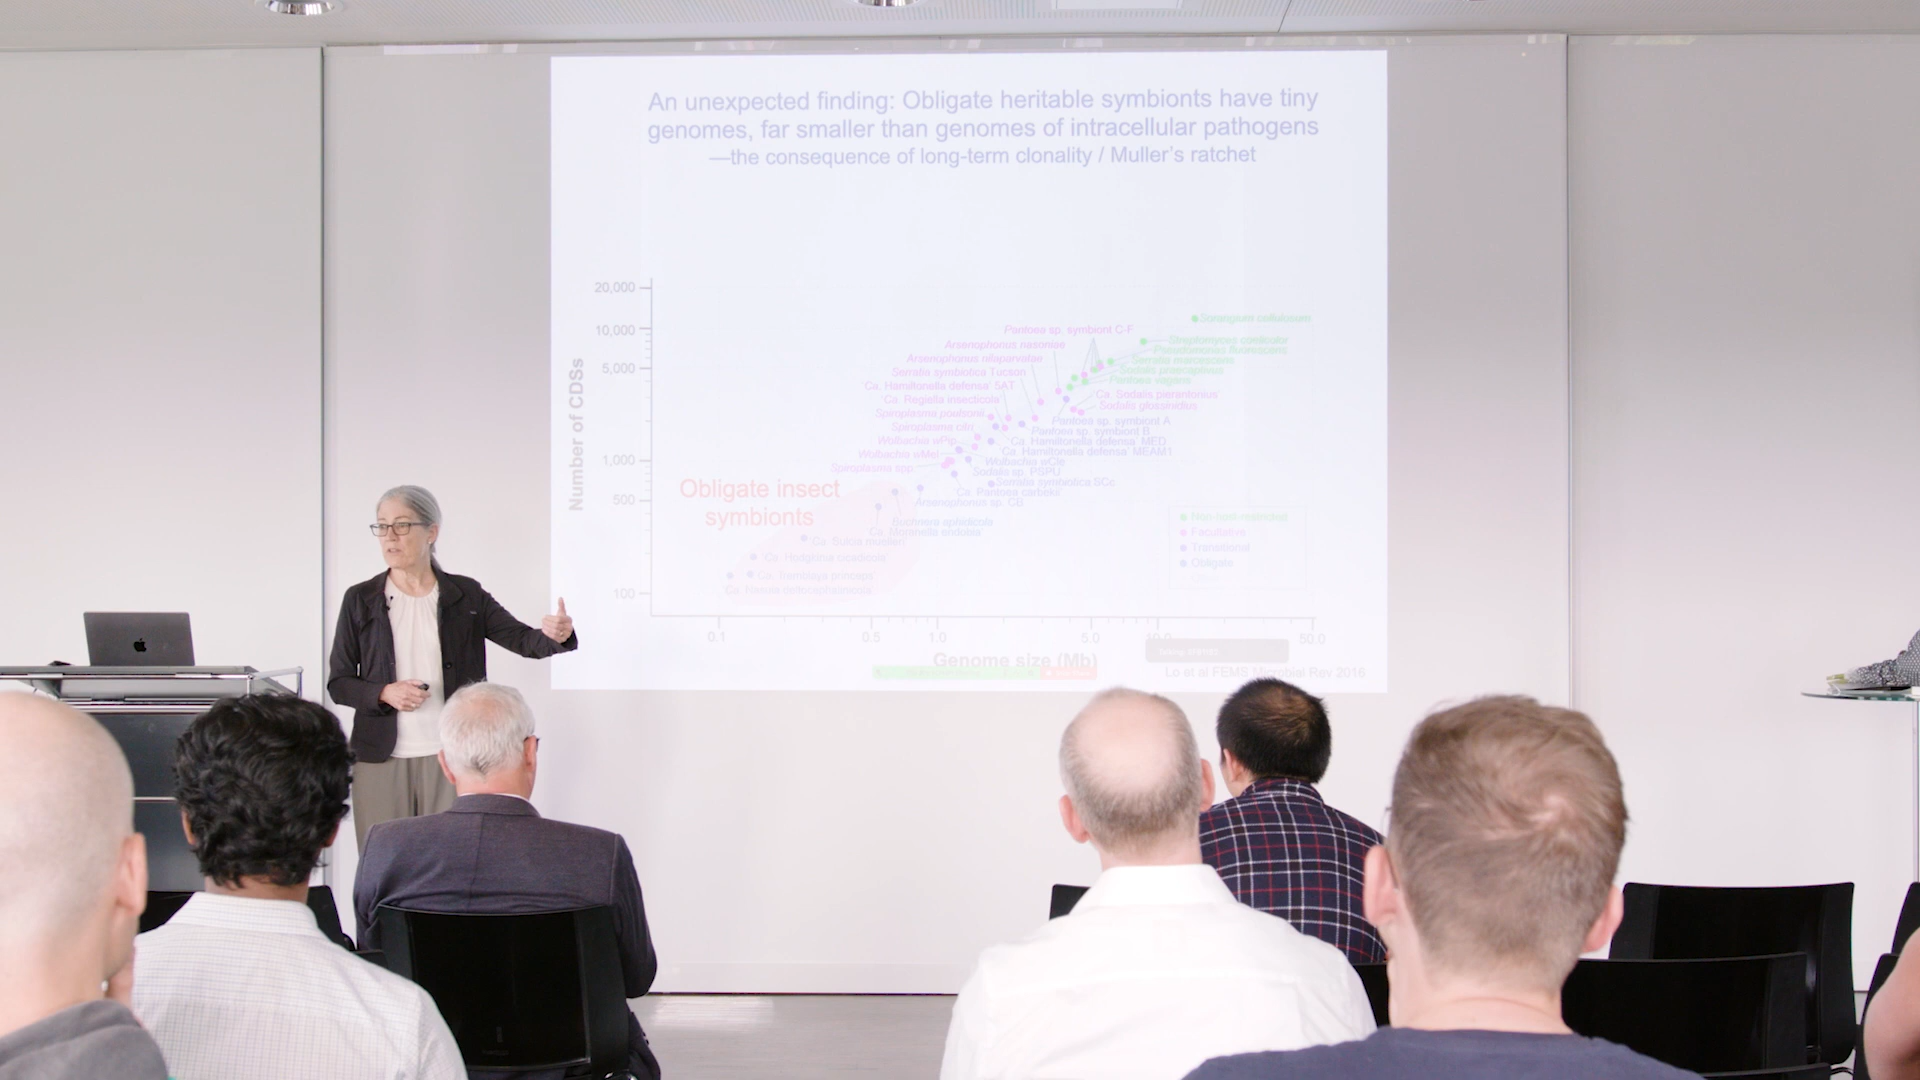 An unexpected finding: Obligate heritable symbionts have tiny
genomes, far smaller than genomes of intracellular pathogens
—the consequence of long-term clonality / Muller's ratchet
20,000
10,000
5,000
1,000
500
100
Number of CDSs
Sorangium cellulosum
Pantoea sp. symbiont C-F
Streptomyces coelicolor
Arsenophonus nasoniae
Pseudomonas fluorescens
Arsenophonus nilaparvatae
Serratia marcescens
Serratia symbiotica Tucson
Sodalis praecaptivus
Pantoea vagans
'Ca. Hamiltonella defensa' 5AT
Ca. Sodalis pierantonius
'Ca. Regiella insecticola'
Sodalis glossinidius
Spiroplasma poulsonii
Pantoea sp. symbiont A
Spiroplasma citri
Pantoea sp. symbiont B
Wolbachia wPip
'Ca. Hamiltonella defensa' MED
'Ca. Hamiltonella defensa' MEAM1
Wolbachia wMel
Wolbachia wCle
Spiroplasma spp.
Sodalis sp. PSPU
Serratia symbiotica SCc
Obligate insect
symbionts
'Ca. Pantoea carbekii'
Arsenophonus sp. CB
Buchnera aphidicola
Ca. Moranella endobia
'Ca. Sulcia muelleri'
'Ca. Hodgkinia cicadicola'
Ca. Tremblaya princeps
Non-host-restricted
Facultative
Transitional
Obligate
0.1
0.5
1.0
5.0
10.0
50.0
Genome size (Mb)
Lo et al FEMS Microbial Rev 2016